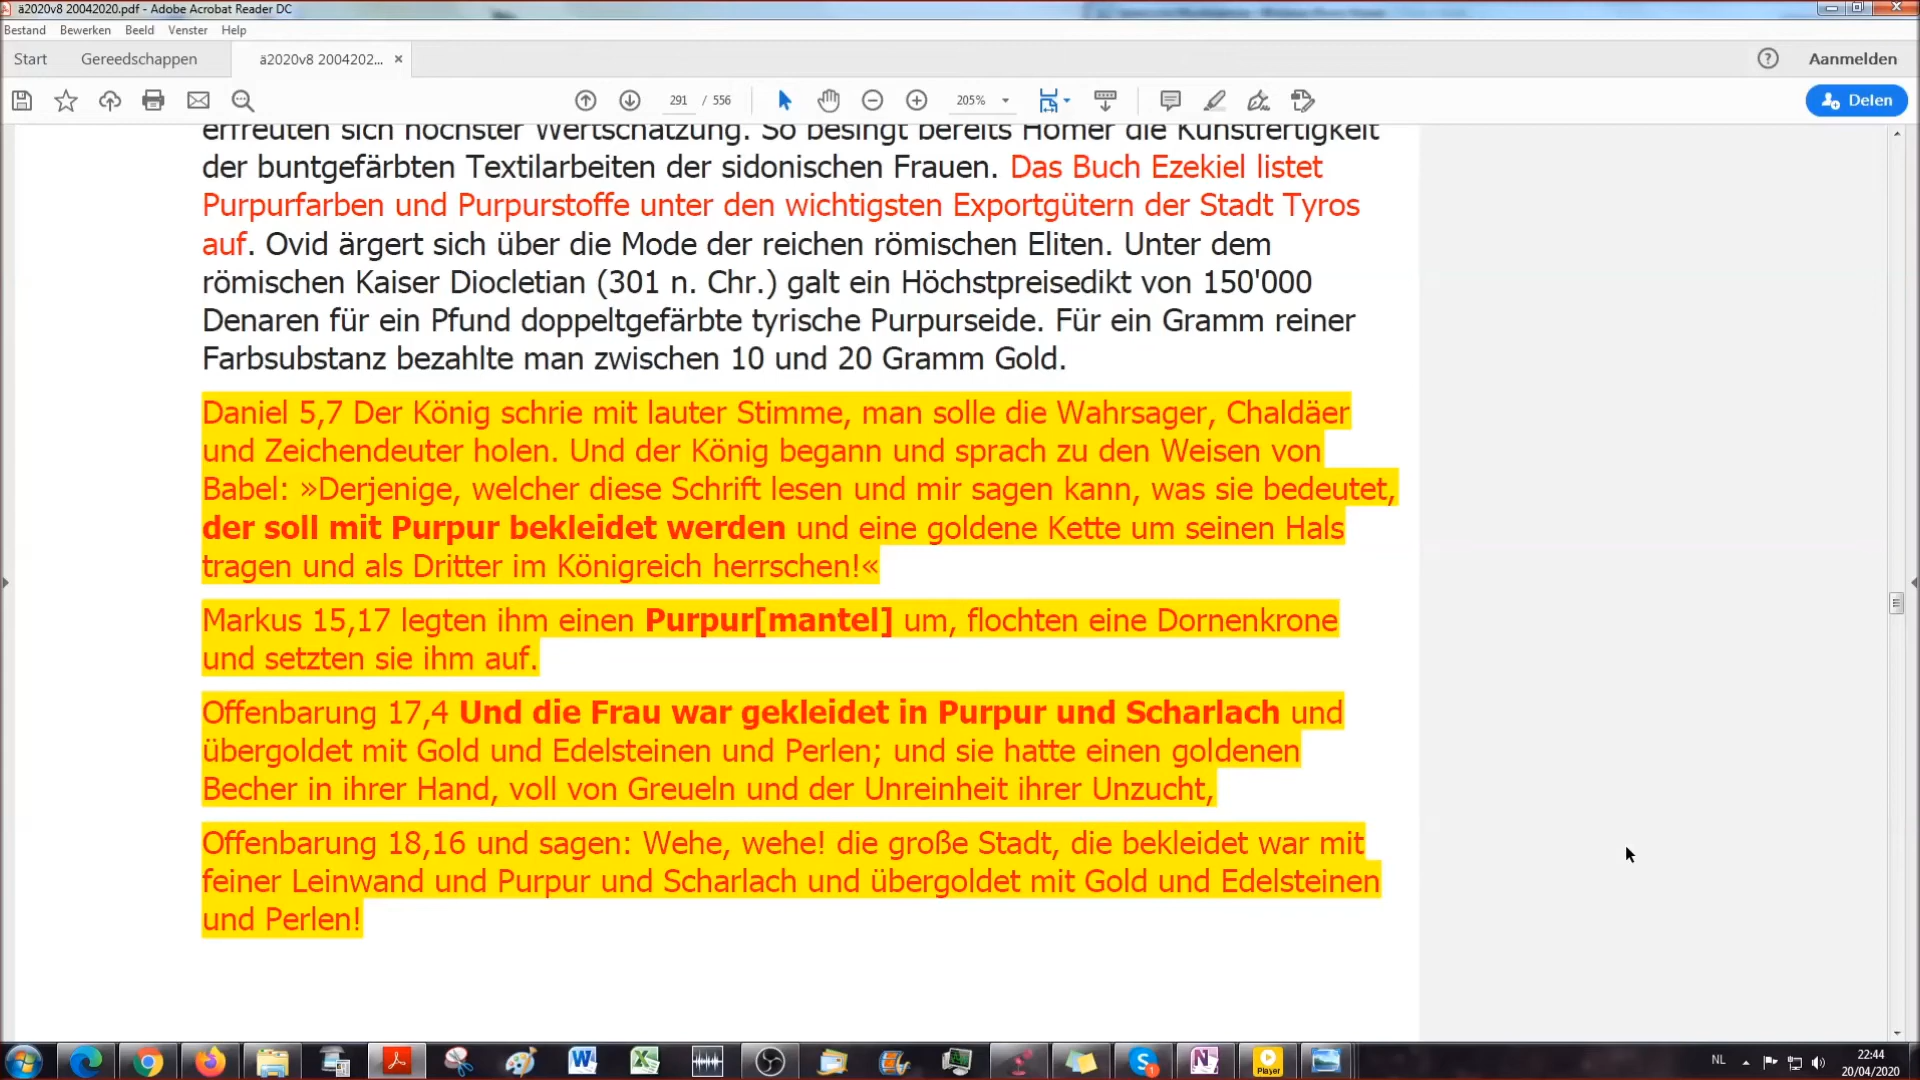 ä2020v8 20042020.pdf - Adobe Acrobat Reader DC
Bestand Bewerken Beeld Venster Help
Start Gereedschappen ä2020v8 2004202... × Aanmelden
291 / 556 205% Delen
erfreuten sich höchster Wertschätzung. So besingt bereits Homer die Kunstfertigkeit
der buntgefärbten Textilarbeiten der sidonischen Frauen. Das Buch Ezekiel listet
Purpurfarben und Purpurstoffe unter den wichtigsten Exportgütern der Stadt Tyros
auf. Ovid ärgert sich über die Mode der reichen römischen Eliten. Unter dem
römischen Kaiser Diocletian (301 n. Chr.) galt ein Höchstpreisedikt von 150'000
Denaren für ein Pfund doppeltgefärbte tyrische Purpurseide. Für ein Gramm reiner
Farbsubstanz bezahlte man zwischen 10 und 20 Gramm Gold.
Daniel 5,7 Der König schrie mit lauter Stimme, man solle die Wahrsager, Chaldäer
und Zeichendeuter holen. Und der König begann und sprach zu den Weisen von
Babel: »Derjenige, welcher diese Schrift lesen und mir sagen kann, was sie bedeutet,
der soll mit Purpur bekleidet werden und eine goldene Kette um seinen Hals
tragen und als Dritter im Königreich herrschen!«
Markus 15,17 legten ihm einen Purpur[mantel] um, flochten eine Dornenkrone
und setzten sie ihm auf.
Offenbarung 17,4 Und die Frau war gekleidet in Purpur und Scharlach und
übergoldet mit Gold und Edelsteinen und Perlen; und sie hatte einen goldenen
Becher in ihrer Hand, voll von Greueln und der Unreinheit ihrer Unzucht,
Offenbarung 18,16 und sagen: Wehe, wehe! die große Stadt, die bekleidet war mit
feiner Leinwand und Purpur und Scharlach und übergoldet mit Gold und Edelsteinen
und Perlen!
Player
NL 22:44
20/04/2020